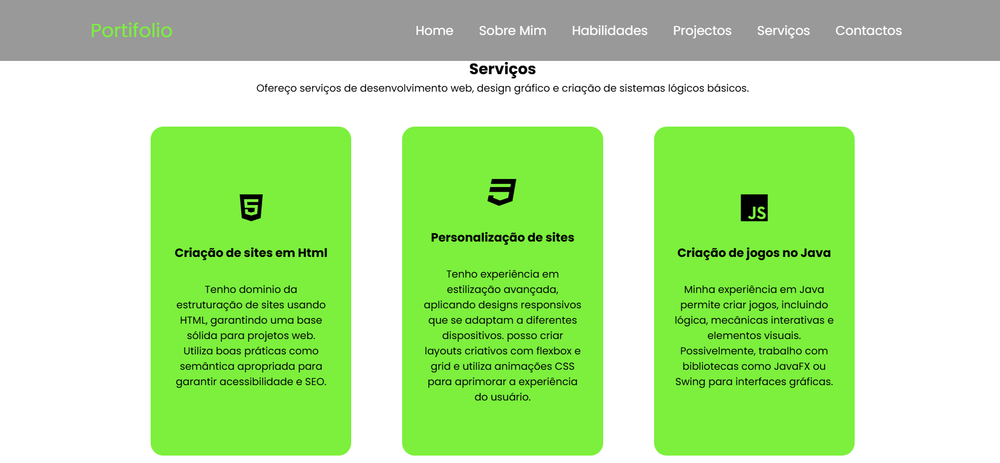 Portifolio
Home Sobre Mim Habilidades Projectos Serviços Contactos
Serviços
Ofereço serviços de desenvolvimento web, design gráfico e criação de sistemas lógicos básicos.
Criação de sites em Html
Tenho dominio da
estruturação de sites usando
HTML, garantindo uma base
sólida para projetos web.
Utiliza boas práticas como
semântica apropriada para
garantir acessibilidade e SEO.
Personalização de sites
Tenho experiência em
estilização avançada,
aplicando designs responsivos
que se adaptam a diferentes
dispositivos. posso criar
layouts criativos com flexbox e
grid e utiliza animações CSS
para aprimorar a experiência
do usuário.
JS
Criação de jogos no Java
Minha experiência em Java
permite criar jogos, incluindo
lógica, mecânicas interativas e
elementos visuais.
Possivelmente, trabalho com
bibliotecas como JavaFX ou
Swing para interfaces gráficas.